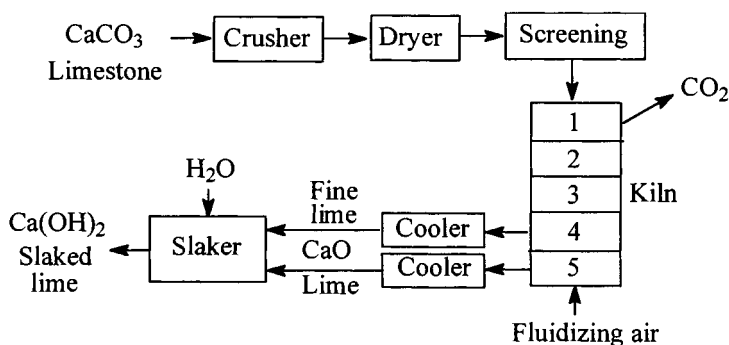 CaCO₃
Limestone
Crusher
Dryer
Screening
CO₂
1
2
3
4
5
Kiln
H₂O
Fine
lime
Cooler
Ca(OH)₂
Slaked
lime
Slaker
CaO
Lime
Cooler
Fluidizing air